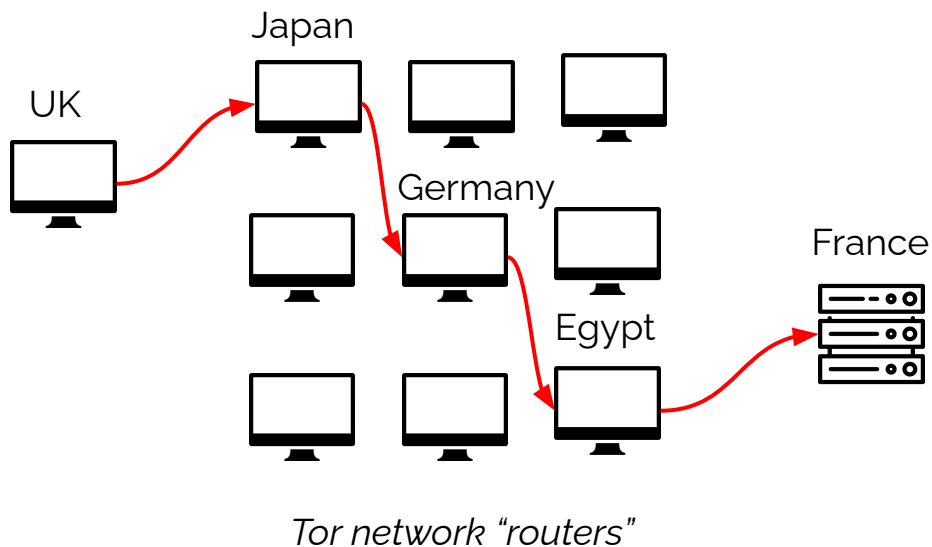 Japan
UK
Germany
France
Egypt
Tor network “routers”